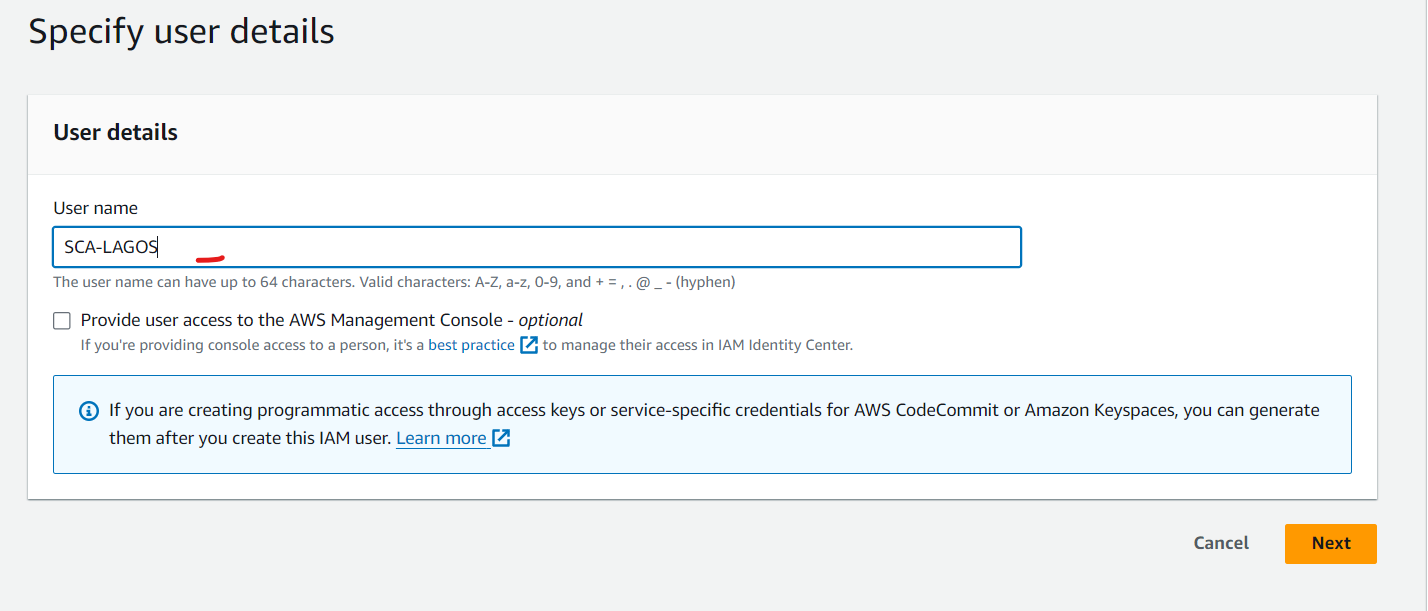 Specify user details
User details
User name
SCA-LAGOS
The user name can have up to 64 characters. Valid characters: A-Z, a-z, 0-9, and + = , . @ _ - (hyphen)
Provide user access to the AWS Management Console - optional
If you're providing console access to a person, it's a best practice to manage their access in IAM Identity Center.
If you are creating programmatic access through access keys or service-specific credentials for AWS CodeCommit or Amazon Keyspaces, you can generate
them after you create this IAM user. Learn more
Cancel Next